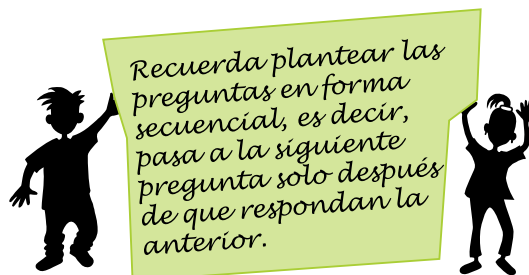 Recuerda plantear las
preguntas en forma
secuencial, es decir,
pasa a la siguiente
pregunta solo después
de que respondan la
anterior.